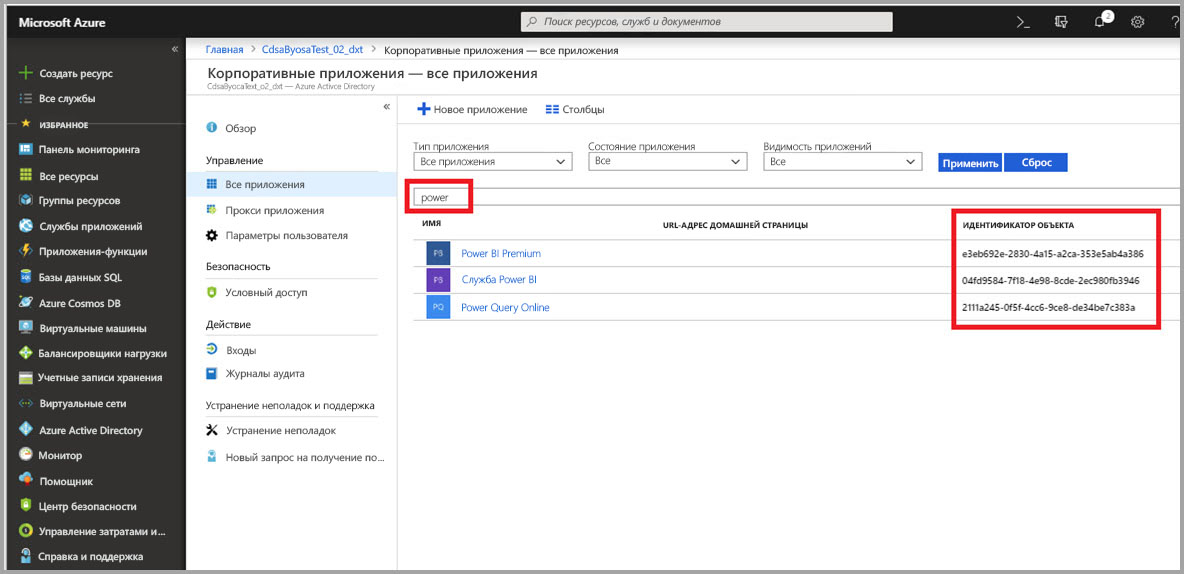 Microsoft Azure
Поиск ресурсов, служб и документов
2
?
«
Создать ресурс
Все службы
ИЗБРАННОЕ
Панель мониторинга
Все ресурсы
Группы ресурсов
Службы приложений
Приложения-функции
Базы данных SQL
Azure Cosmos DB
Виртуальные машины
Балансировщики нагрузки
Учетные записи хранения
Виртуальные сети
Azure Active Directory
Монитор
Помощник
Центр безопасности
Управление затратами и...
Справка и поддержка
Главная > CdsaByosaTest_02_dxt > Корпоративные приложения — все приложения
Корпоративные приложения — все приложения
CdsaByocaText_o2_dxt — Azure Activce Directory
«
Обзор
Управление
Все приложения
Прокси приложения
Параметры пользователя
Безопасность
Условный доступ
Действие
Входы
Журналы аудита
Устранение неполадок и поддержка
Устранение неполадок
Новый запрос на получение по...
Новое приложение Столбцы
Тип приложения Состояние приложения Видимость приложений
Все приложения Все Все Применить Сброс
power
ИМЯ URL-АДРЕС ДОМАШНЕЙ СТРАНИЦЫ ИДЕНТИФИКАТОР ОБЪЕКТА
PB Power BI Premium e3eb692e-2830-4a15-a2ca-353e5ab4a386
PB Служба Power BI 04fd9584-7f18-4e98-8cde-2ec980fb3946
PQ Power Query Online 2111a245-0f5f-4cc6-9ce8-de34be7c383a